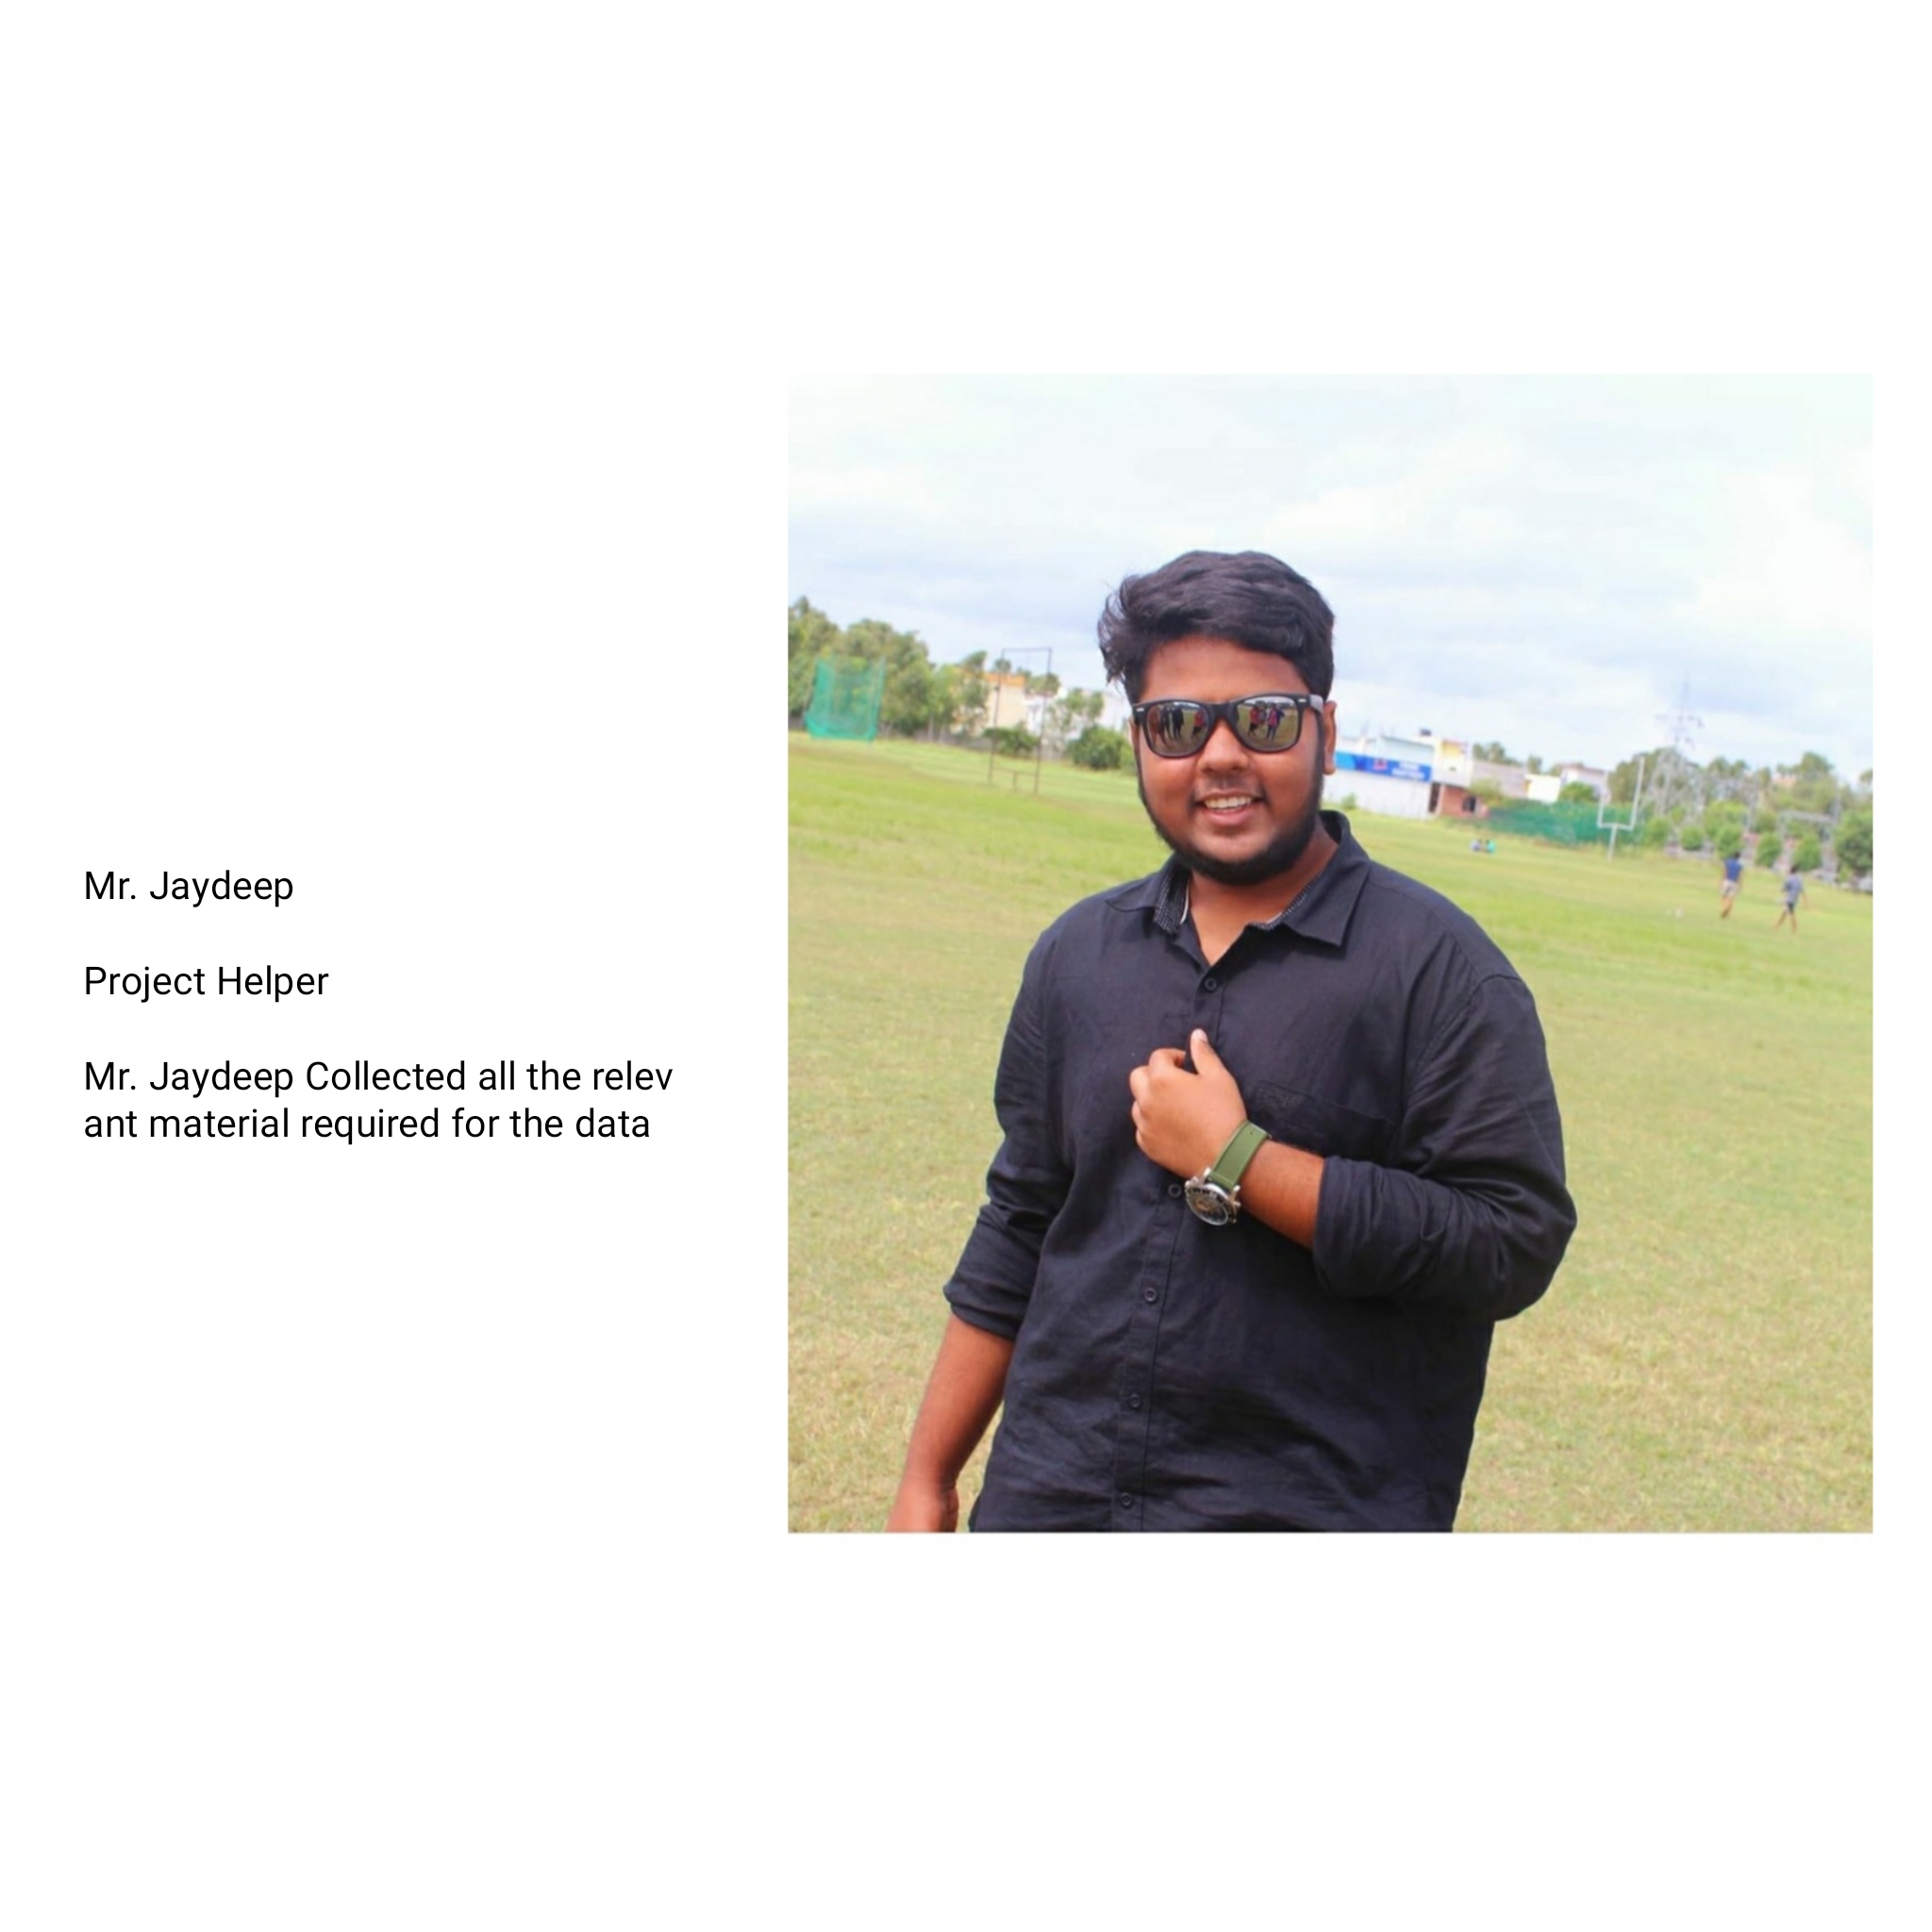 Mr. Jaydeep
Project Helper
Mr. Jaydeep Collected all the relev
ant material required for the data